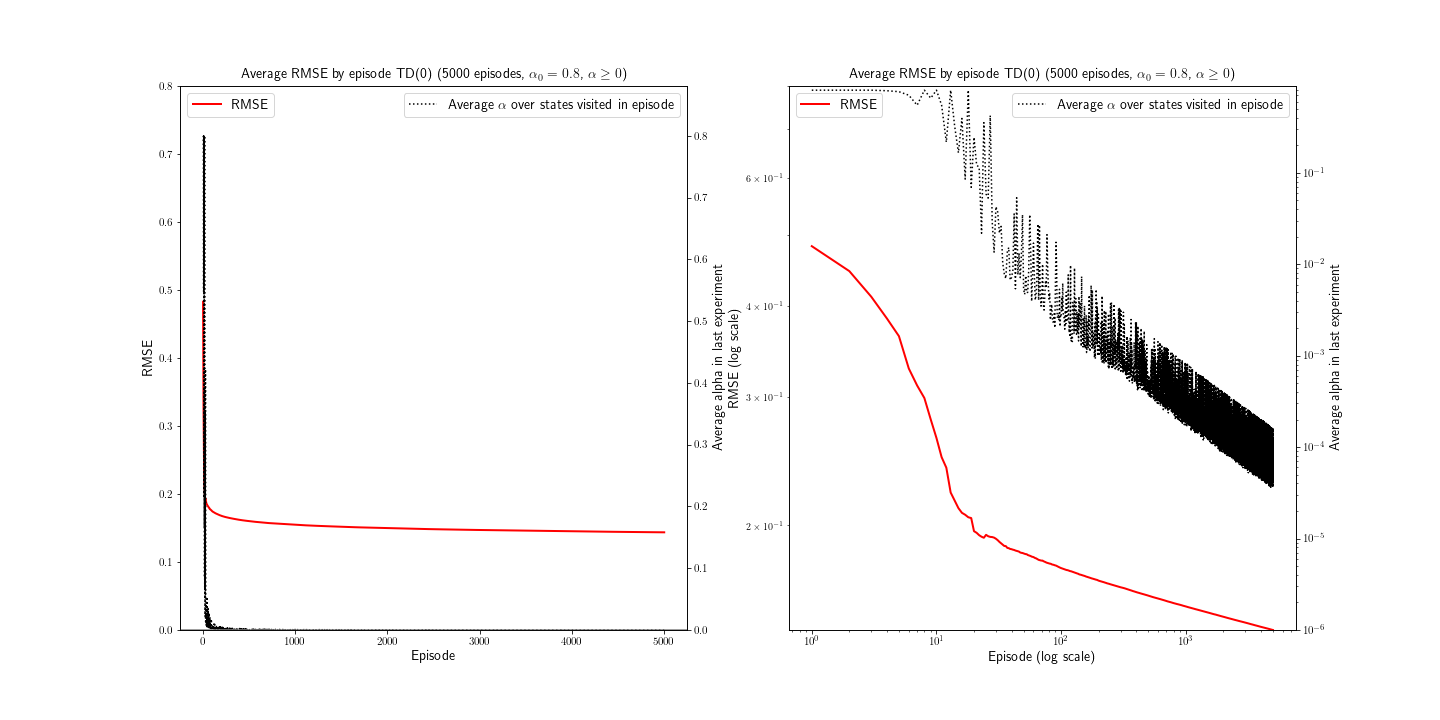 Average RMSE by episode TD(0) (5000 episodes, α₀ = 0.8, α ≥ 0)
RMSE
Average α over states visited in episode
0.8
0.7
0.6
0.5
0.4
0.3
0.2
0.1
0.0
RMSE
0.8
0.7
0.6
0.5
0.4
0.3
0.2
0.1
0.0
Average alpha in last experiment
0
1000
2000
3000
4000
5000
Episode
Average RMSE by episode TD(0) (5000 episodes, α₀ = 0.8, α ≥ 0)
RMSE
Average α over states visited in episode
6 × 10⁻¹
4 × 10⁻¹
3 × 10⁻¹
2 × 10⁻¹
RMSE (log scale)
10⁻¹
10⁻²
10⁻³
10⁻⁴
10⁻⁵
10⁻⁶
Average alpha in last experiment
10⁰
10¹
10²
10³
Episode (log scale)